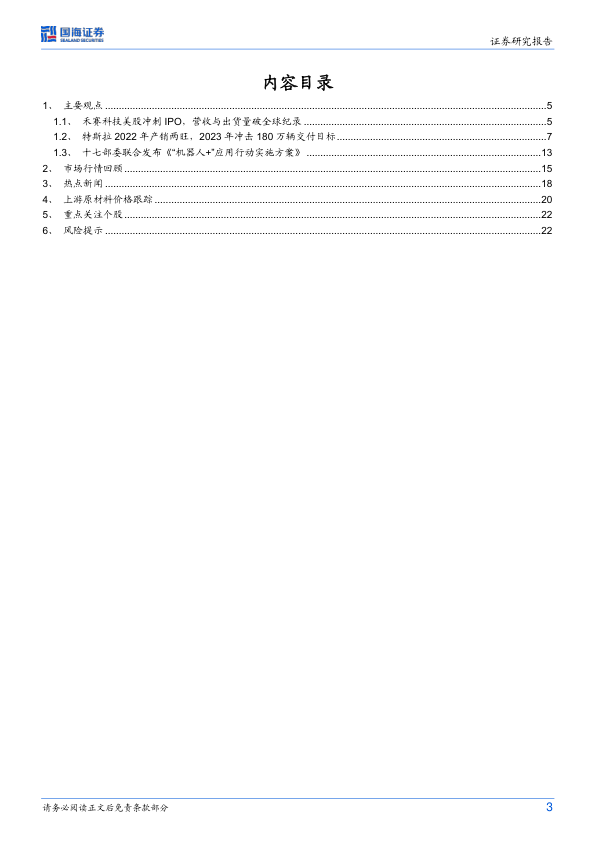 国海证券
SEALAND SECURITIES
证券研究报告
内容目录
1、 主要观点 ........................................ 5
1.1、 禾赛科技美股冲刺 IPO，营收与出货量破全球纪录 ........................................ 5
1.2、 特斯拉 2022 年产销两旺，2023 年冲击 180 万辆交付目标 ........................................ 7
1.3、 十七部委联合发布《“机器人+”应用行动实施方案》 ........................................ 13
2、 市场行情回顾 ........................................ 15
3、 热点新闻 ........................................ 18
4、 上游原材料价格跟踪 ........................................ 20
5、 重点关注个股 ........................................ 22
6、 风险提示 ........................................ 22
请务必阅读正文后免责条款部分
3